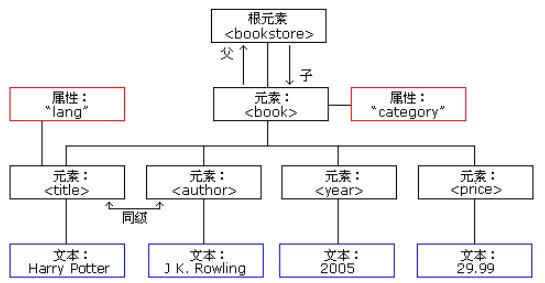 根元素
<bookstore>
父
子
属性：
“lang”
元素：
<book>
属性：
“category”
元素：
<title>
元素：
<author>
元素：
<year>
元素：
<price>
同级
文本：
Harry Potter
文本：
J K. Rowling
文本：
2005
文本：
29.99